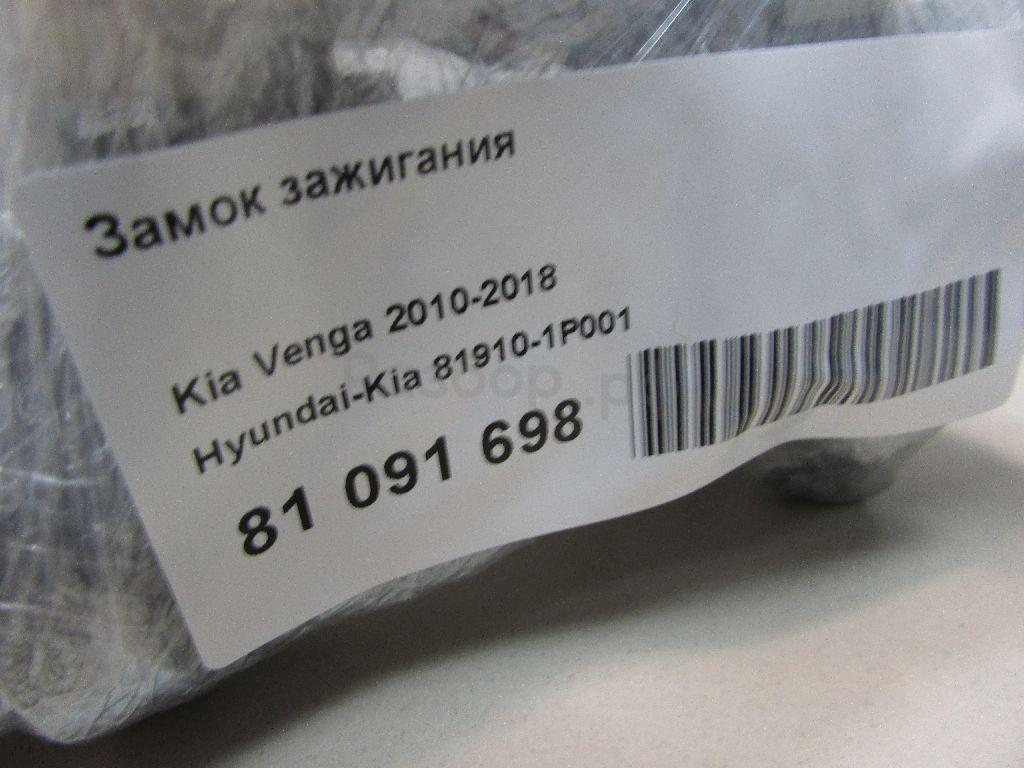 Замок зажигания
Kia Venga 2010-2018
Hyundai-Kia 81910-1P001
81 091 698